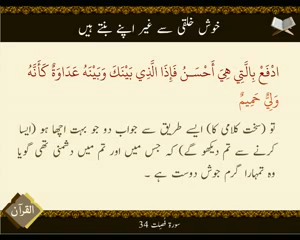 خوش خلقی سے غیر اپنے بنتے ہیں
ادْفَعْ بِالَّتِي هِيَ أَحْسَنُ فَإِذَا الَّذِي بَيْنَكَ وَبَيْنَهُ عَدَاوَةٌ كَأَنَّهُ
وَلِيٌّ حَمِيمٌ
تو (سخت کلامی کا) ایسے طریق سے جواب دو جو بہت اچھا ہو (ایسا
کرنے سے تم دیکھو گے) کہ جس میں اور تم میں دشمنی تھی گویا
وہ تمہارا گرم جوش دوست ہے ۔
القرآن
سورة فصلت 34